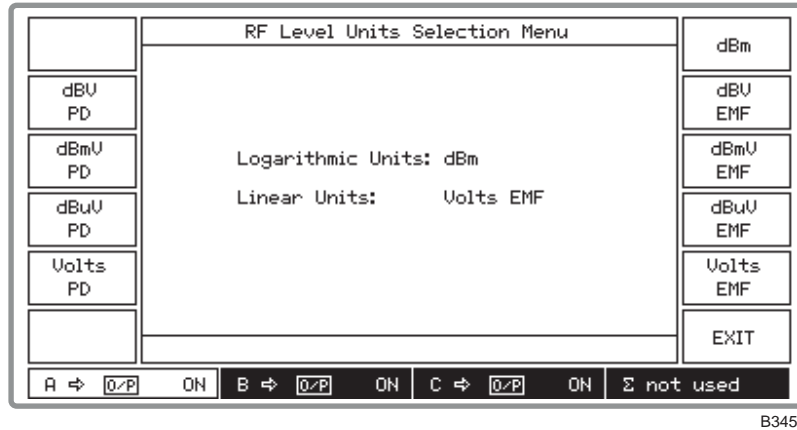 RF Level Units Selection Menu
dBm
dBV
PD
dBV
EMF
dBmV
PD
Logarithmic Units: dBm
dBmV
EMF
dBuV
PD
Linear Units: Volts EMF
dBuV
EMF
Volts
PD
Volts
EMF
EXIT
A ⇨ O/P ON B ⇨ O/P ON C ⇨ O/P ON Σ not used
B345